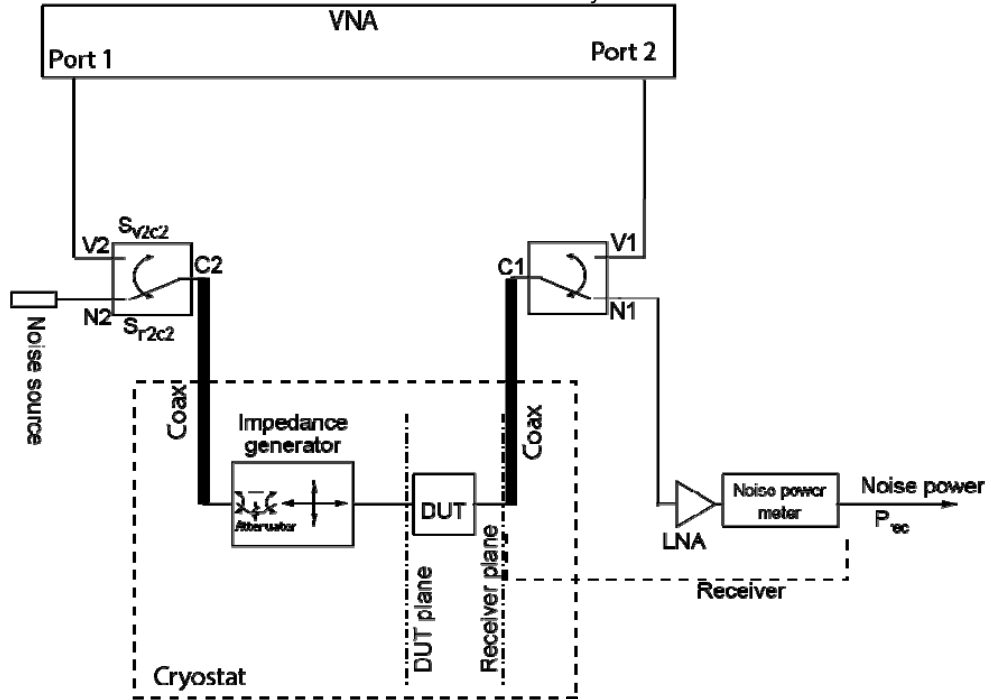 VNA
Port 1
Port 2
V2
SV2C2
C2
N2
Sr2c2
Noise source
C1
V1
N1
Coax
Coax
Impedance
generator
Attenuator
DUT
DUT plane
Receiver plane
LNA
Noise power
meter
Noise power
Prec
Receiver
Cryostat